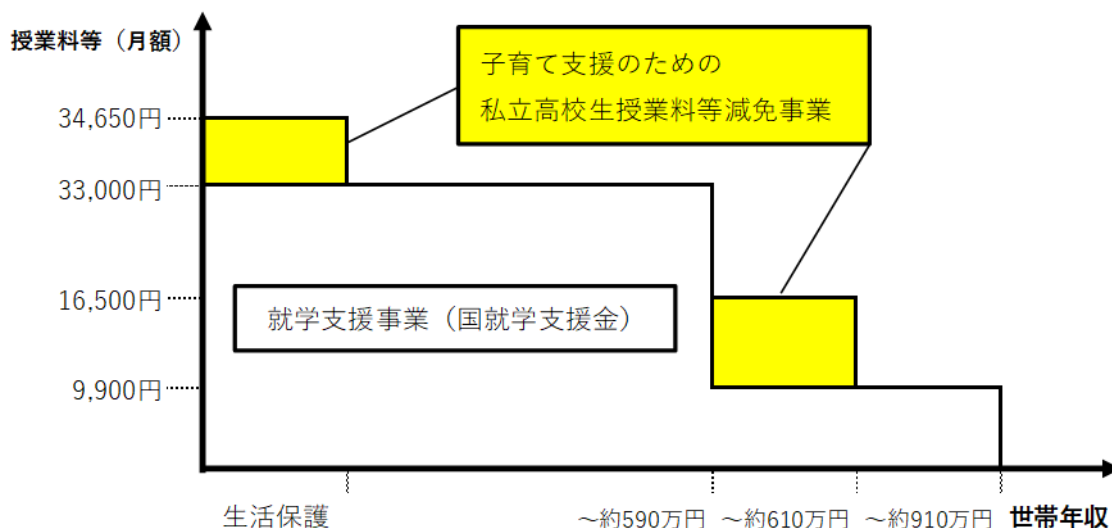 授業料等（月額）
子育て支援のための
私立高校生授業料等減免事業
34,650円
33,000円
16,500円
就学支援事業（国就学支援金）
9,900円
生活保護
～約590万円
～約610万円
～約910万円
世帯年収